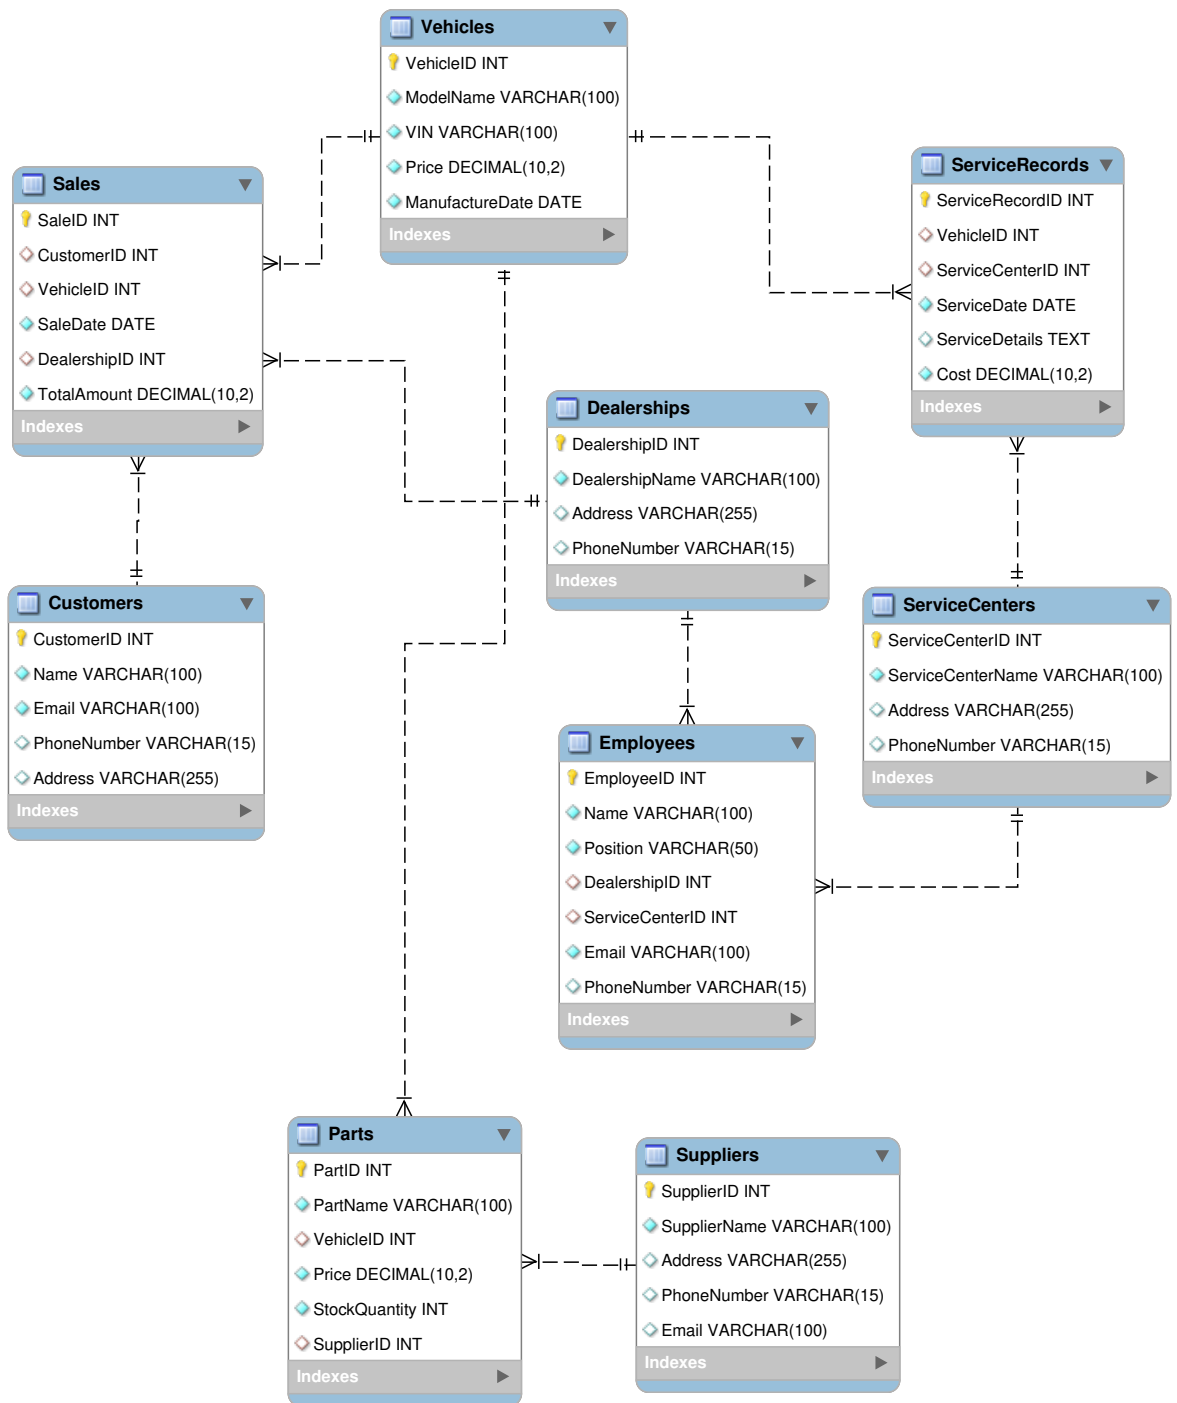 Vehicles
VehicleID INT
ModelName VARCHAR(100)
VIN VARCHAR(100)
Price DECIMAL(10,2)
ManufactureDate DATE
Indexes
Sales
SaleID INT
CustomerID INT
VehicleID INT
SaleDate DATE
DealershipID INT
TotalAmount DECIMAL(10,2)
Indexes
ServiceRecords
ServiceRecordID INT
VehicleID INT
ServiceCenterID INT
ServiceDate DATE
ServiceDetails TEXT
Cost DECIMAL(10,2)
Indexes
Dealerships
DealershipID INT
DealershipName VARCHAR(100)
Address VARCHAR(255)
PhoneNumber VARCHAR(15)
Indexes
Customers
CustomerID INT
Name VARCHAR(100)
Email VARCHAR(100)
PhoneNumber VARCHAR(15)
Address VARCHAR(255)
Indexes
ServiceCenters
ServiceCenterID INT
ServiceCenterName VARCHAR(100)
Address VARCHAR(255)
PhoneNumber VARCHAR(15)
Indexes
Employees
EmployeeID INT
Name VARCHAR(100)
Position VARCHAR(50)
DealershipID INT
ServiceCenterID INT
Email VARCHAR(100)
PhoneNumber VARCHAR(15)
Indexes
Parts
PartID INT
PartName VARCHAR(100)
VehicleID INT
Price DECIMAL(10,2)
StockQuantity INT
SupplierID INT
Indexes
Suppliers
SupplierID INT
SupplierName VARCHAR(100)
Address VARCHAR(255)
PhoneNumber VARCHAR(15)
Email VARCHAR(100)
Indexes